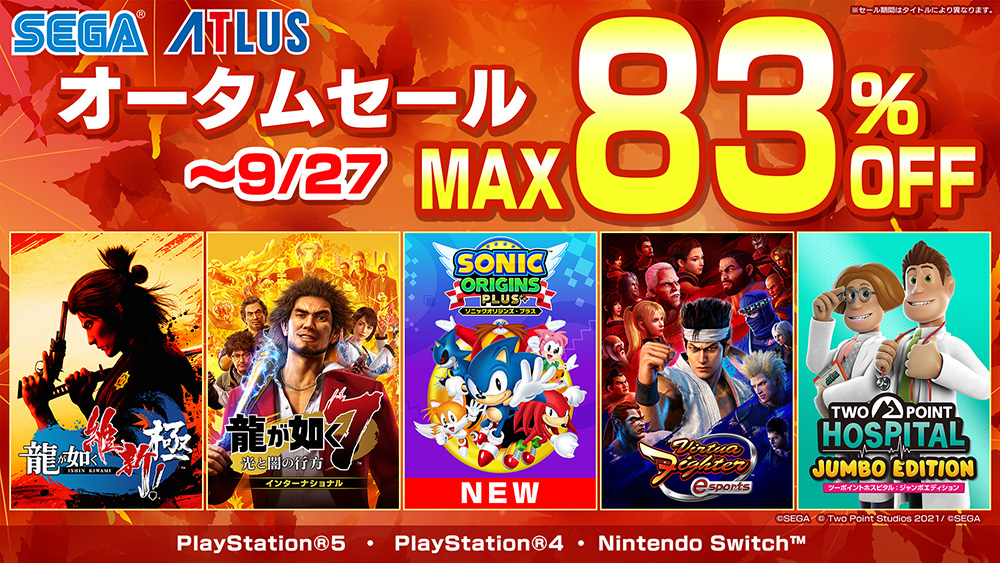 ※セール期間はタイトルにより異なります。
SEGA® ATLUS
オータムセール
～9/27
MAX 83% OFF
龍が如く 維新!極
ISHIN KIWAMI
龍が如く7
光と闇の行方
インターナショナル
SONIC
ORIGINS
PLUS+
ソニックオリジンズ・プラス
NEW
Virtua
Fighter
esports
TWO POINT
HOSPITAL
JUMBO EDITION
ツーポイントホスピタル：ジャンボエディション
©SEGA © Two Point Studios 2021/ ©SEGA
PlayStation®5 ・ PlayStation®4 ・ Nintendo Switch™